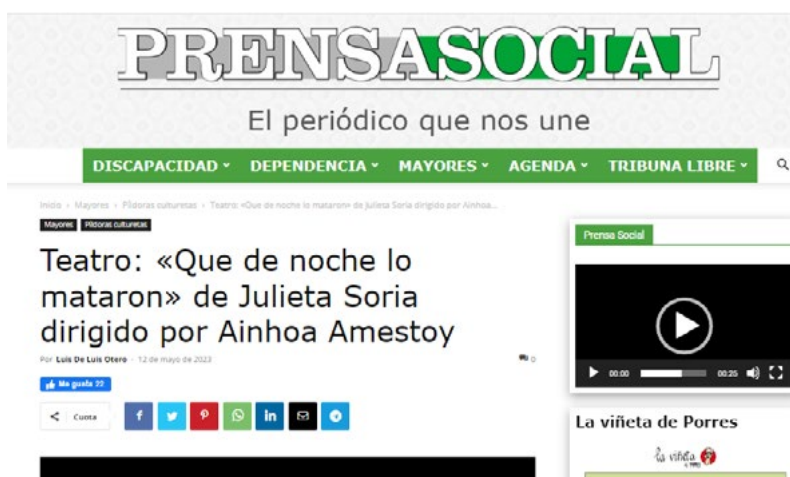 PRENSASOCIAL
El periódico que nos une
DISCAPACIDAD DEPENDENCIA MAYORES AGENDA TRIBUNA LIBRE
Inicio › Mayores › Píldoras culturetas › Teatro: «Que de noche lo mataron» de Julieta Soria dirigido por Ainhoa Amestoy...
Mayores Píldoras culturetas
Teatro: «Que de noche lo
mataron» de Julieta Soria
dirigido por Ainhoa Amestoy
Por Luis De Luis Otero - 12 de mayo de 2023 0
Me gusta 22
Prensa Social
00:00 00:25
La viñeta de Porres
la viñeta